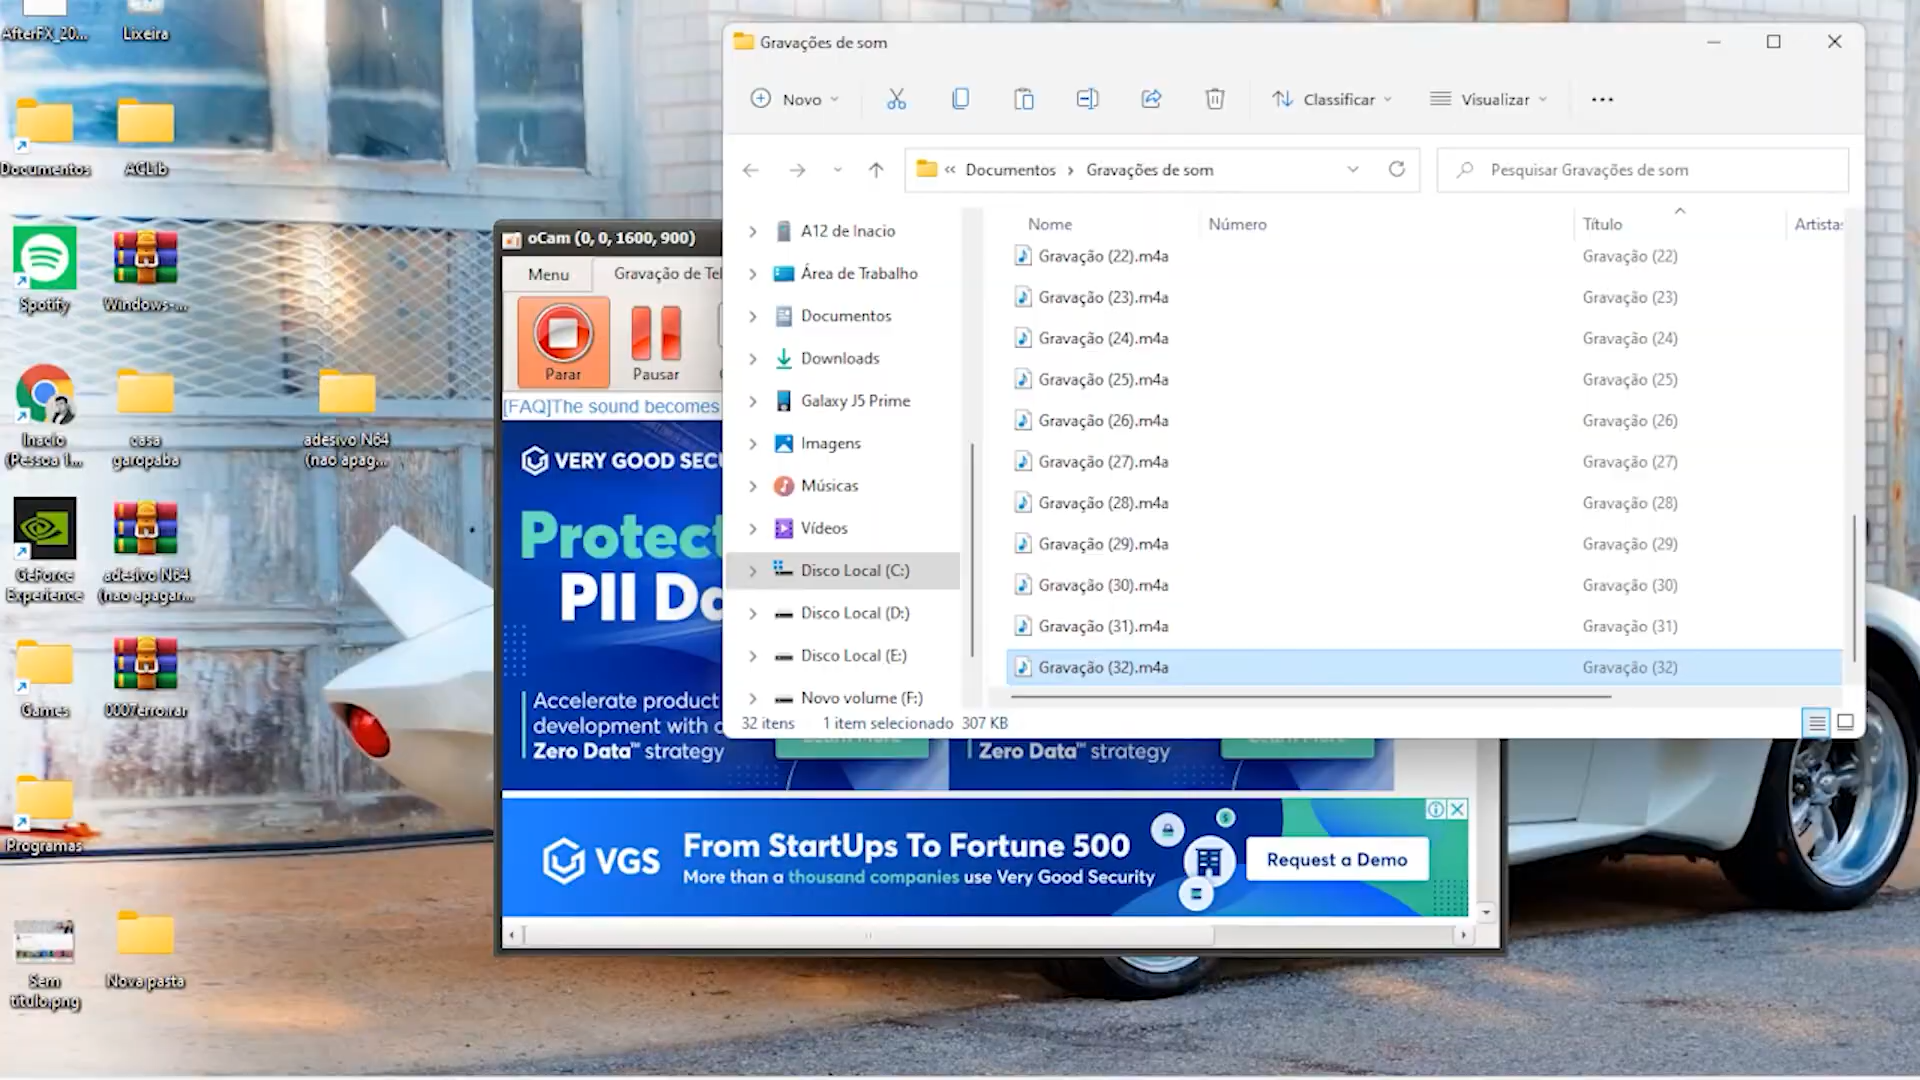 AfterFX_20...
Lixeira
Documentos
ACLib
Spotify
Windows-...
Inacio
(Pessoa 1...
casa
garopaba
adesivo N64
(nao apag...
GeForce
Experience
adesivo N64
(nao apagar...
Games
0007erro.rar
Programas
Sem
título.png
Nova pasta
oCam (0, 0, 1600, 900)
Menu
Gravação de Tel
Parar
Pausar
[FAQ]The sound becomes
VERY GOOD SECU
Protect
PII Da
Accelerate product
development with a
Zero Data™ strategy
Zero Data™ strategy
VGS
From StartUps To Fortune 500
More than a thousand companies use Very Good Security
Request a Demo
Gravações de som
Novo
Classificar
Visualizar
Documentos
Gravações de som
Pesquisar Gravações de som
A12 de Inacio
Área de Trabalho
Documentos
Downloads
Galaxy J5 Prime
Imagens
Músicas
Vídeos
Disco Local (C:)
Disco Local (D:)
Disco Local (E:)
Novo volume (F:)
Nome Número Título Artista:
Gravação (22).m4a Gravação (22)
Gravação (23).m4a Gravação (23)
Gravação (24).m4a Gravação (24)
Gravação (25).m4a Gravação (25)
Gravação (26).m4a Gravação (26)
Gravação (27).m4a Gravação (27)
Gravação (28).m4a Gravação (28)
Gravação (29).m4a Gravação (29)
Gravação (30).m4a Gravação (30)
Gravação (31).m4a Gravação (31)
Gravação (32).m4a Gravação (32)
32 itens 1 item selecionado 307 KB